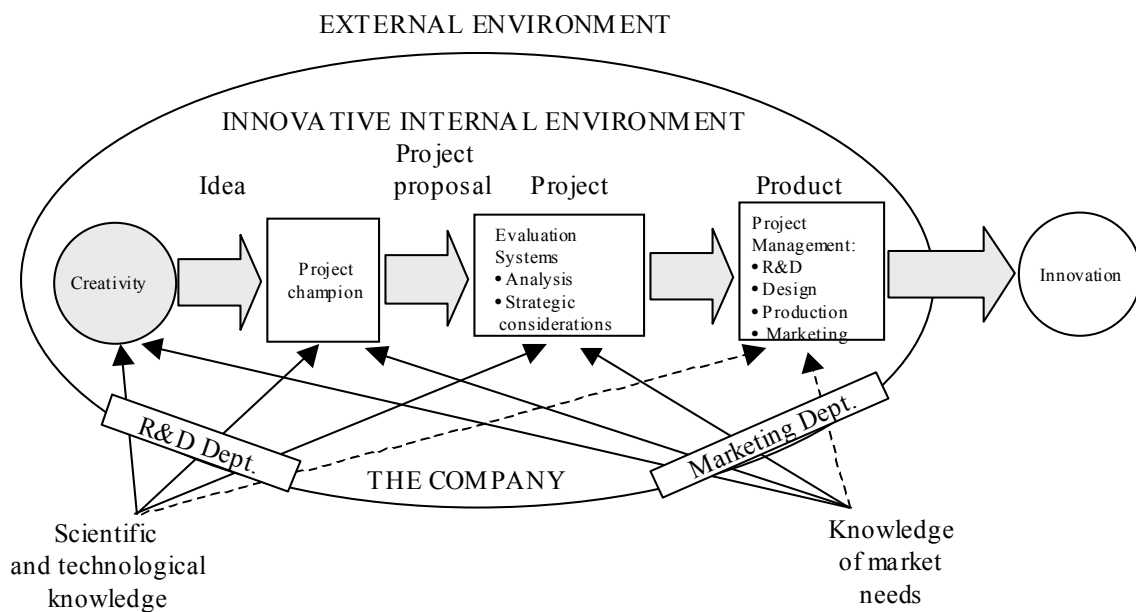 EXTERNAL ENVIRONMENT
INNOVATIVE INTERNAL ENVIRONMENT
Idea
Project
proposal
Project
Product
Creativity
Project
champion
Evaluation
Systems
• Analysis
• Strategic
considerations
Project
Management:
• R&D
• Design
• Production
• Marketing
Innovation
R&D Dept.
Marketing Dept.
THE COMPANY
Scientific
and technological
knowledge
Knowledge
of market
needs